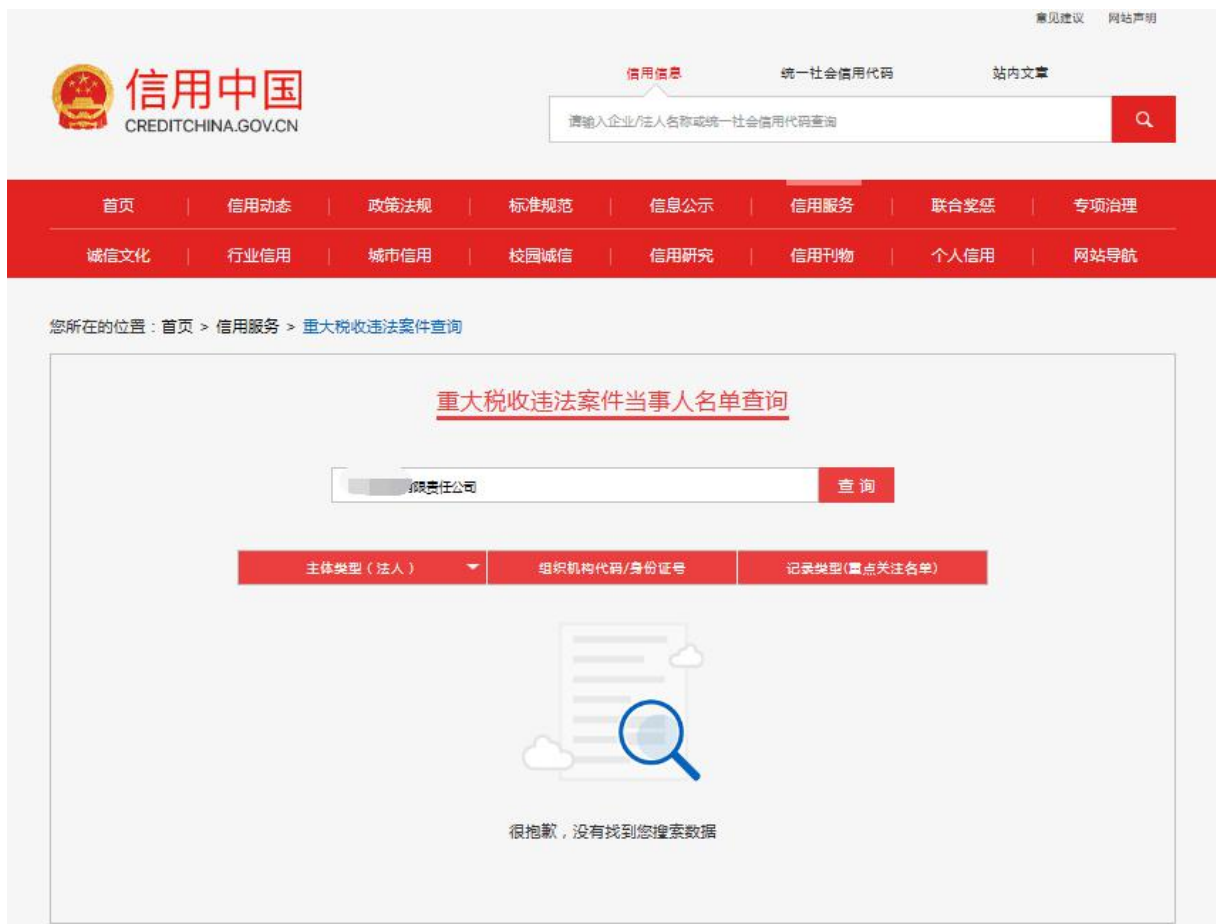 意见建议 网站声明
信用中国
CREDITCHINA.GOV.CN
信用信息 统一社会信用代码 站内文章
请输入企业/法人名称或统一社会信用代码查询
首页 信用动态 政策法规 标准规范 信息公示 信用服务 联合奖惩 专项治理
诚信文化 行业信用 城市信用 校园诚信 信用研究 信用刊物 个人信用 网站导航
您所在的位置：首页 > 信用服务 > 重大税收违法案件查询
重大税收违法案件当事人名单查询
有限责任公司 查询
主体类型（法人） 组织机构代码/身份证号 记录类型(重点关注名单)
很抱歉，没有找到您搜索数据